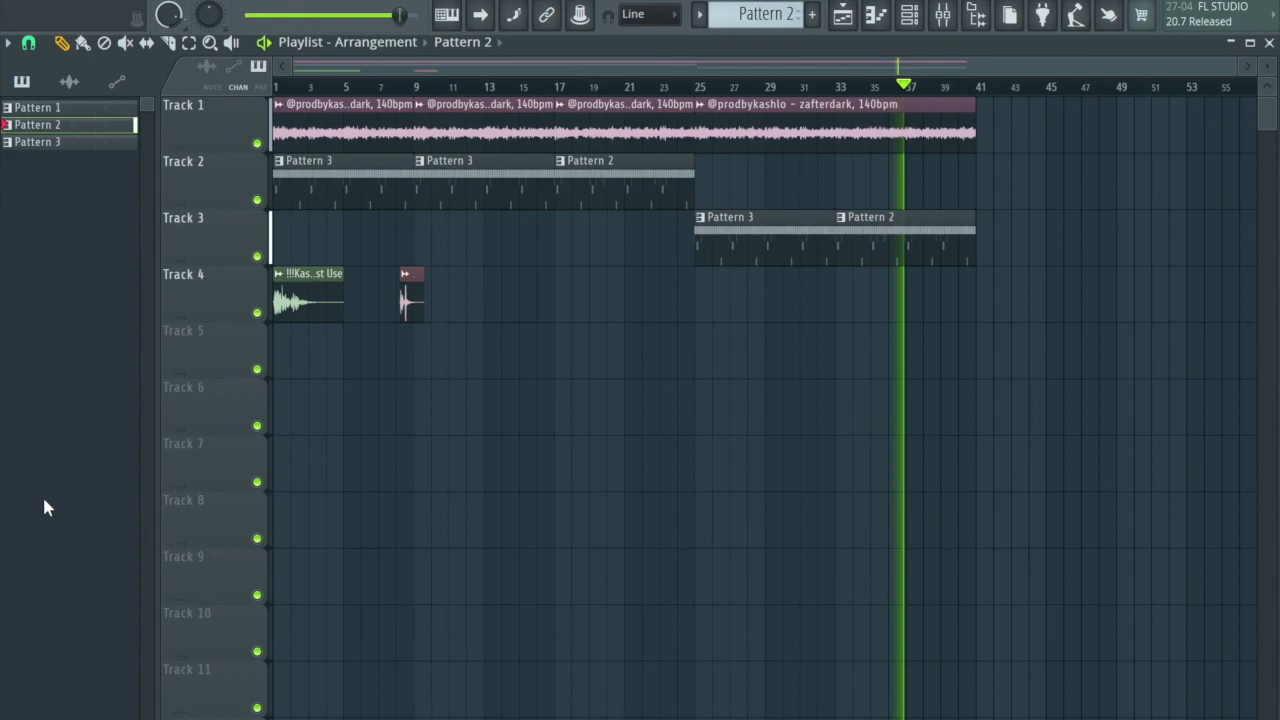 Line
Pattern 2
27-04 FL STUDIO
20.7 Released
Playlist - Arrangement Pattern 2
NOTE CHAN PAT
1 3 5 7 9 11 13 15 17 19 21 23 25 27 29 31 33 35 37 39 41 43 45 47 49 51 53 55
Pattern 1
Pattern 2
Pattern 3
Track 1
@prodbykas..dark, 140bpm @prodbykas..dark, 140bpm @prodbykas..dark, 140bpm @prodbykashlo - zafterdark, 140bpm
Track 2
Pattern 3 Pattern 3 Pattern 2
Track 3
Pattern 3 Pattern 2
Track 4
!!!Kas..st Use
Track 5
Track 6
Track 7
Track 8
Track 9
Track 10
Track 11